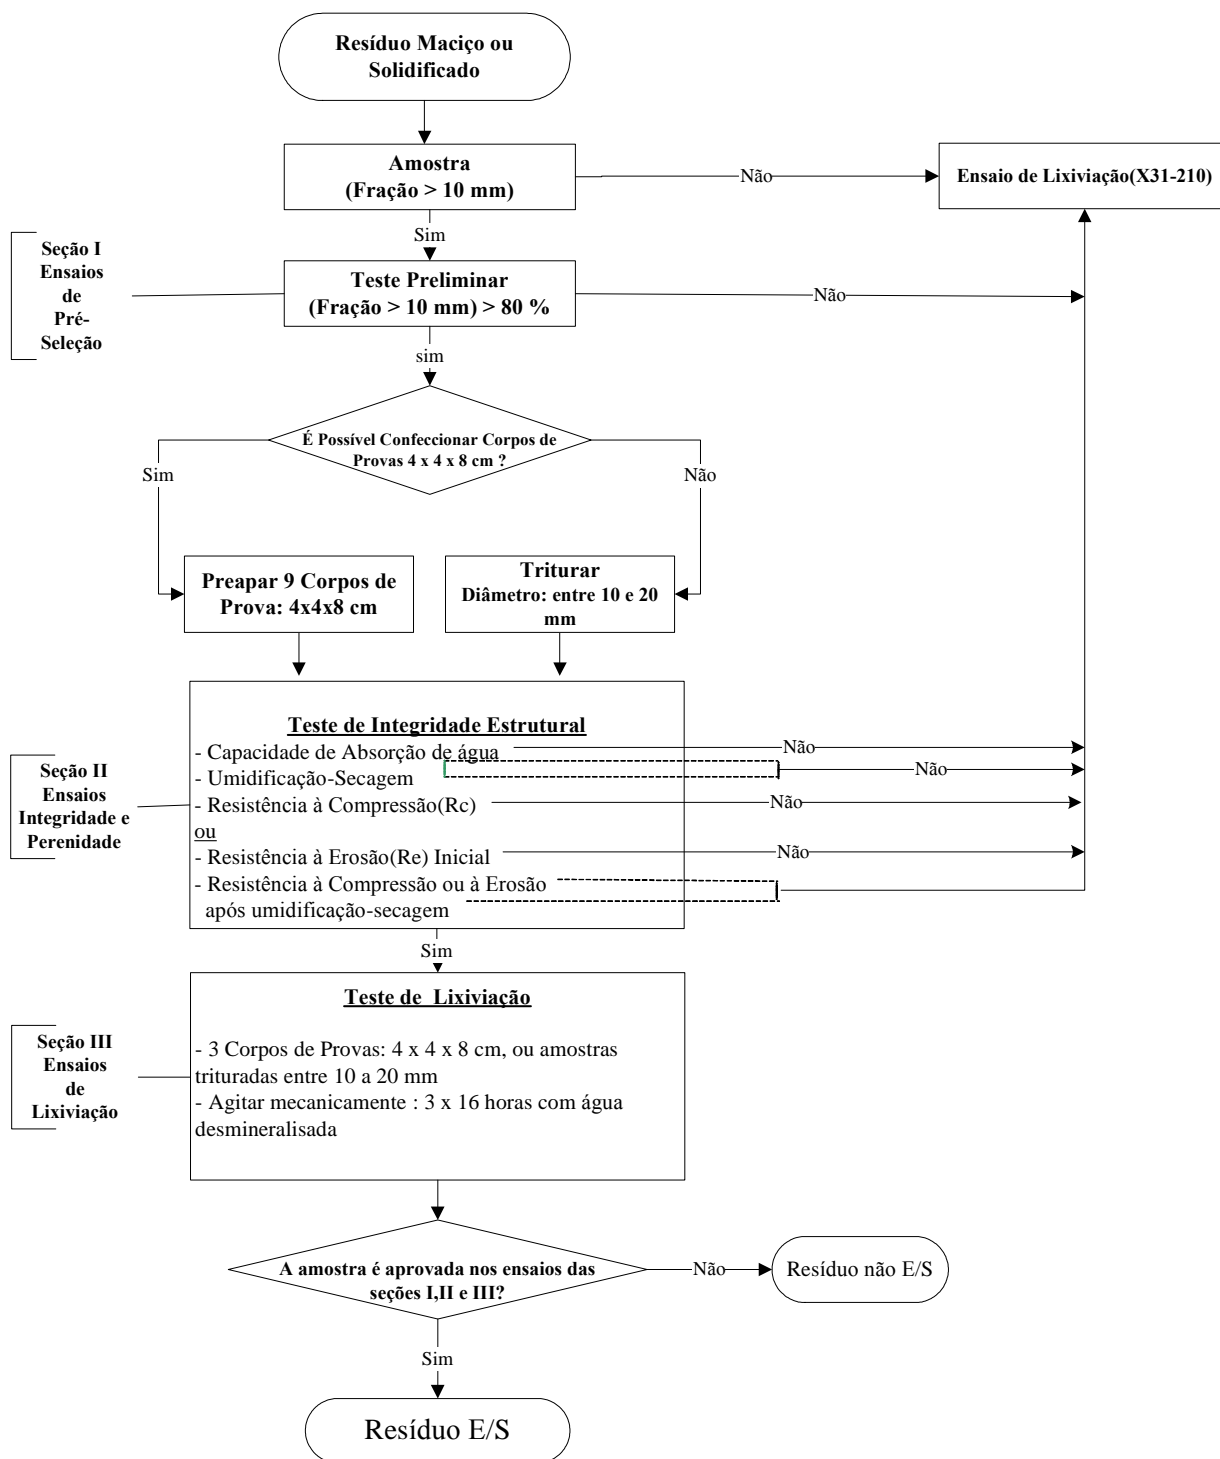 Resíduo Maciço ou
Solidificado
Amostra
(Fração > 10 mm)
Não
Ensaio de Lixiviação(X31-210)
Sim
Seção I
Ensaios
de
Pré-
Seleção
Teste Preliminar
(Fração > 10 mm) > 80 %
Não
sim
É Possível Confeccionar Corpos de
Provas 4 x 4 x 8 cm ?
Sim
Não
Preapar 9 Corpos de
Prova: 4x4x8 cm
Triturar
Diâmetro: entre 10 e 20
mm
Seção II
Ensaios
Integridade e
Perenidade
Teste de Integridade Estrutural
- Capacidade de Absorção de água
Não
- Umidificação-Secagem
Não
- Resistência à Compressão(Rc)
Não
ou
- Resistência à Erosão(Re) Inicial
Não
- Resistência à Compressão ou à Erosão
após umidificação-secagem
Sim
Seção III
Ensaios
de
Lixiviação
Teste de Lixiviação
- 3 Corpos de Provas: 4 x 4 x 8 cm, ou amostras
trituradas entre 10 a 20 mm
- Agitar mecanicamente : 3 x 16 horas com água
desmineralisada
A amostra é aprovada nos ensaios das
seções I,II e III?
Não
Resíduo não E/S
Sim
Resíduo E/S